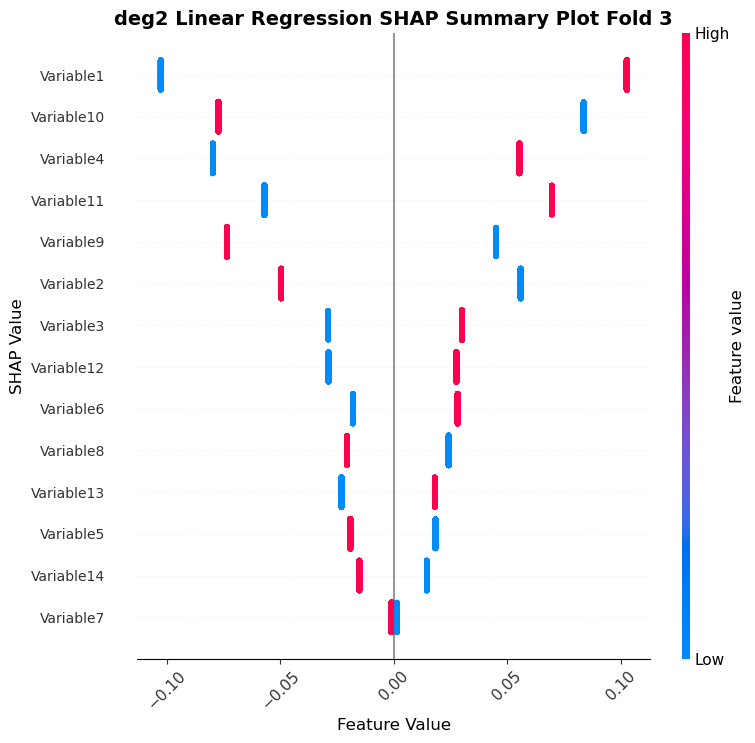 deg2 Linear Regression SHAP Summary Plot Fold 3
High
Variable1
Variable10
Variable4
Variable11
Variable9
Variable2
Variable3
Variable12
Variable6
Variable8
Variable13
Variable5
Variable14
Variable7
SHAP Value
Feature value
Low
−0.10
−0.05
0.00
0.05
0.10
Feature Value